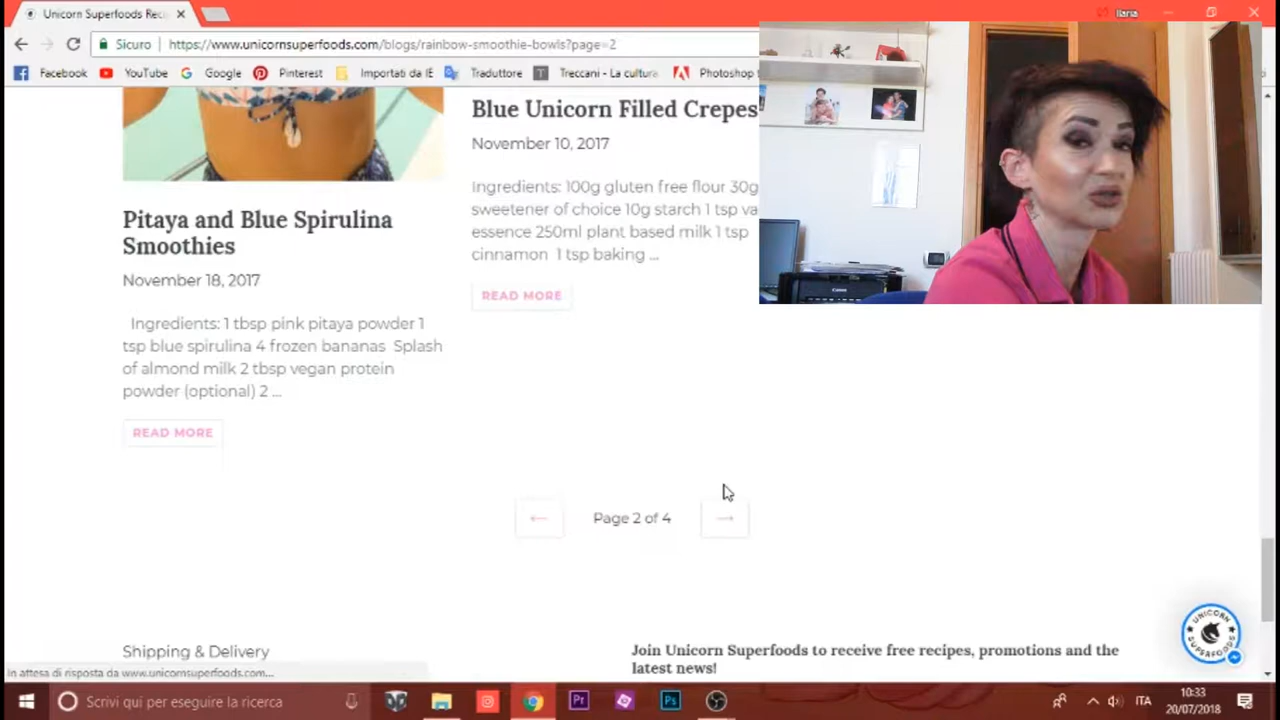 Unicorn Superfoods Rec
Ilaria
Sicuro
https://www.unicornsuperfoods.com/blogs/rainbow-smoothie-bowls?page=2
Facebook
YouTube
Google
Pinterest
Importati da IE
Traduttore
Treccani - La cultura
Photoshop
Blue Unicorn Filled Crepes
November 10, 2017
Ingredients: 100g gluten free flour 30g
sweetener of choice 10g starch 1 tsp va
essence 250ml plant based milk 1 tsp
cinnamon 1 tsp baking ...
READ MORE
Pitaya and Blue Spirulina
Smoothies
November 18, 2017
Ingredients: 1 tbsp pink pitaya powder 1
tsp blue spirulina 4 frozen bananas Splash
of almond milk 2 tbsp vegan protein
powder (optional) 2 ...
READ MORE
Canon
← Page 2 of 4 →
Shipping & Delivery
Join Unicorn Superfoods to receive free recipes, promotions and the
latest news!
UNICORN
SUPERFOODS
In attesa di risposta da www.unicornsuperfoods.com...
Scrivi qui per eseguire la ricerca
Pr
Ps
ITA
10:33
20/07/2018